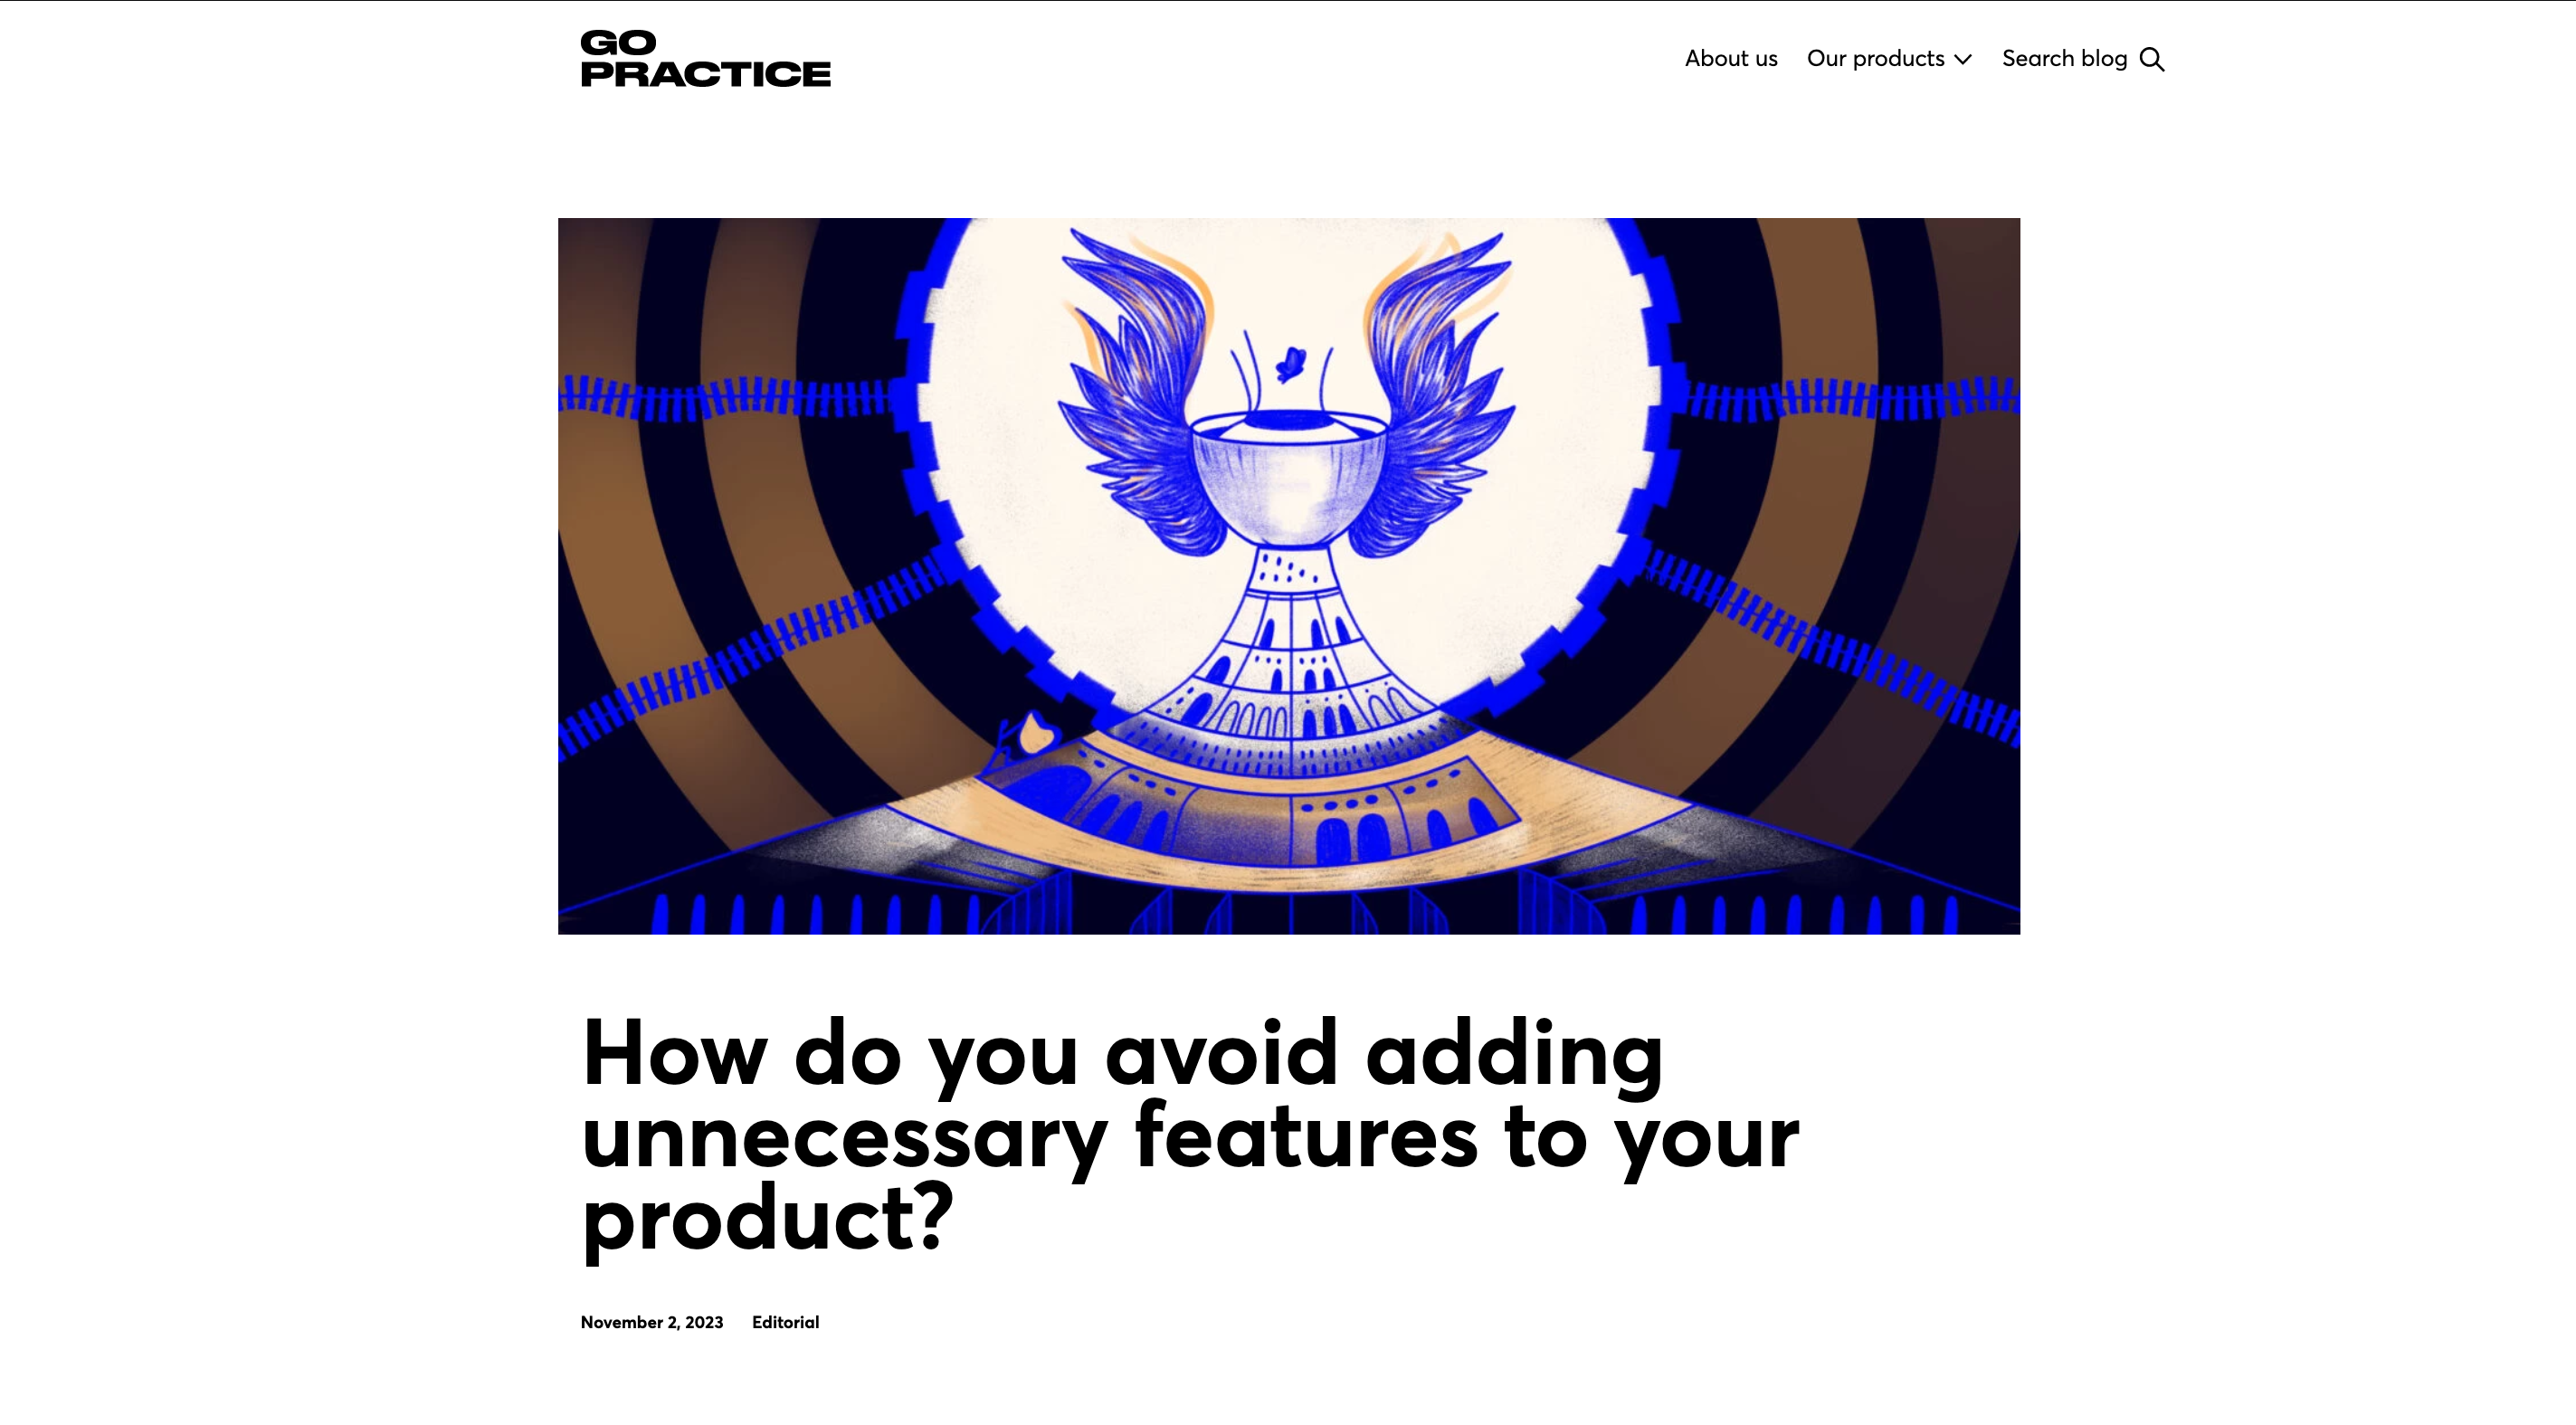 GO
PRACTICE
About us
Our products
Search blog
How do you avoid adding
unnecessary features to your
product?
November 2, 2023
Editorial